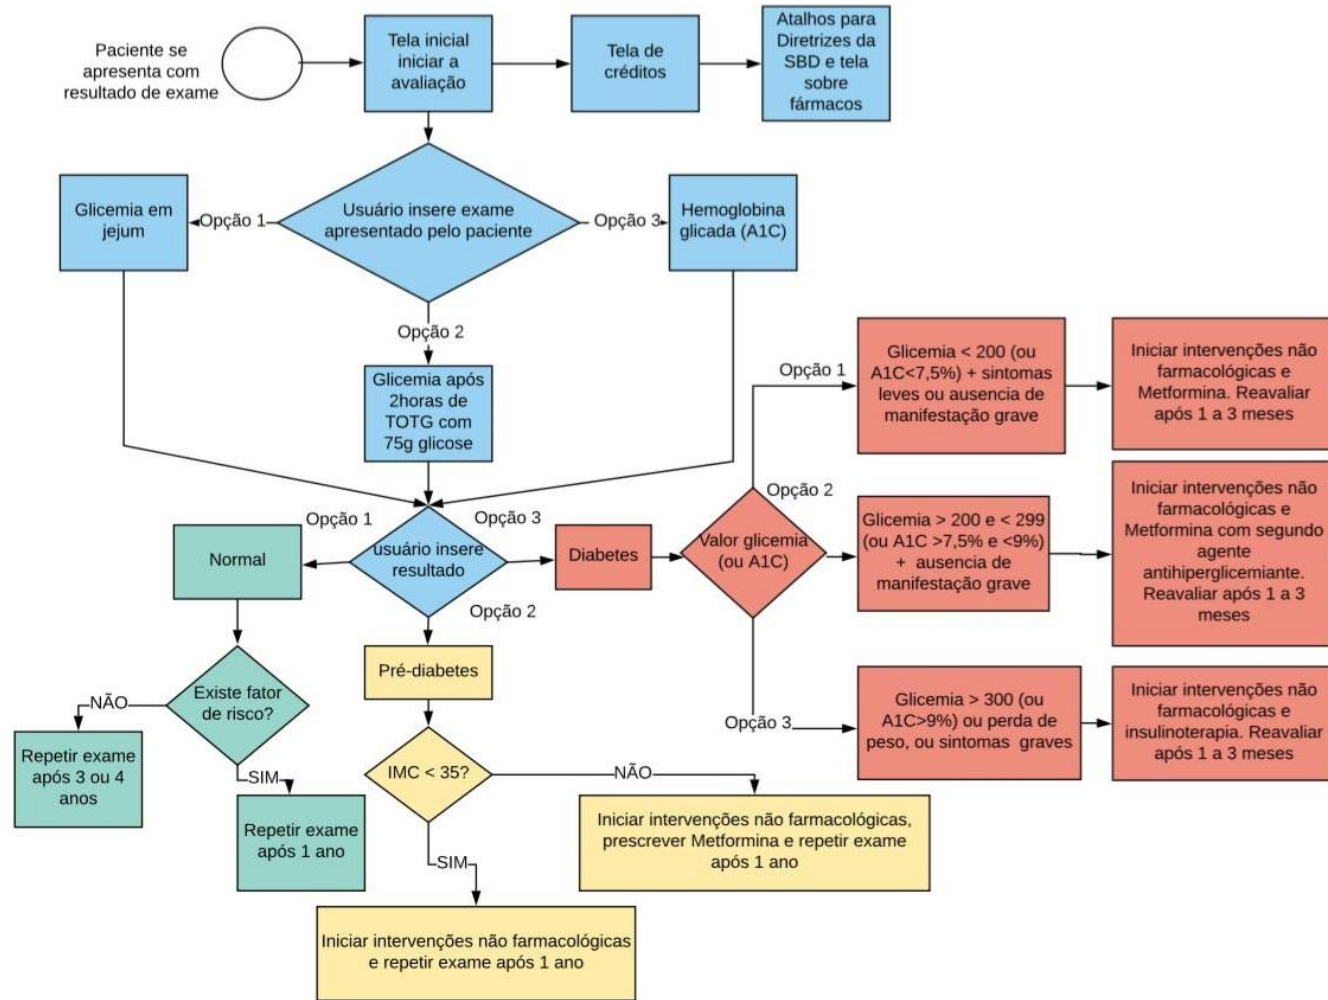 Paciente se
apresenta com
resultado de exame
Tela inicial
iniciar a
avaliação
Tela de
créditos
Atalhos para
Diretrizes da
SBD e tela
sobre
fármacos
Glicemia em
jejum
Opção 1
Usuário insere exame
apresentado pelo paciente
Opção 3
Hemoglobina
glicada (A1C)
Opção 2
Glicemia após
2horas de
TOTG com
75g glicose
Opção 1
Glicemia < 200 (ou
A1C<7,5%) + sintomas
leves ou ausencia de
manifestação grave
Iniciar intervenções não
farmacológicas e
Metformina. Reavaliar
após 1 a 3 meses
Opção 1
Normal
usuário insere
resultado
Opção 3
Diabetes
Valor glicemia
(ou A1C)
Opção 2
Glicemia > 200 e < 299
(ou A1C >7,5% e <9%)
+ ausencia de
manifestação grave
Iniciar intervenções não
farmacológicas e
Metformina com segundo
agente
antihiperglicemiante.
Reavaliar após 1 a 3
meses
Opção 2
Pré-diabetes
Existe fator
de risco?
NÃO
Repetir exame
após 3 ou 4
anos
SIM
Repetir exame
após 1 ano
IMC < 35?
NÃO
Iniciar intervenções não farmacológicas,
prescrever Metformina e repetir exame
após 1 ano
SIM
Iniciar intervenções não farmacológicas
e repetir exame após 1 ano
Opção 3
Glicemia > 300 (ou
A1C>9%) ou perda de
peso, ou sintomas graves
Iniciar intervenções não
farmacológicas e
insulinoterapia. Reavaliar
após 1 a 3 meses